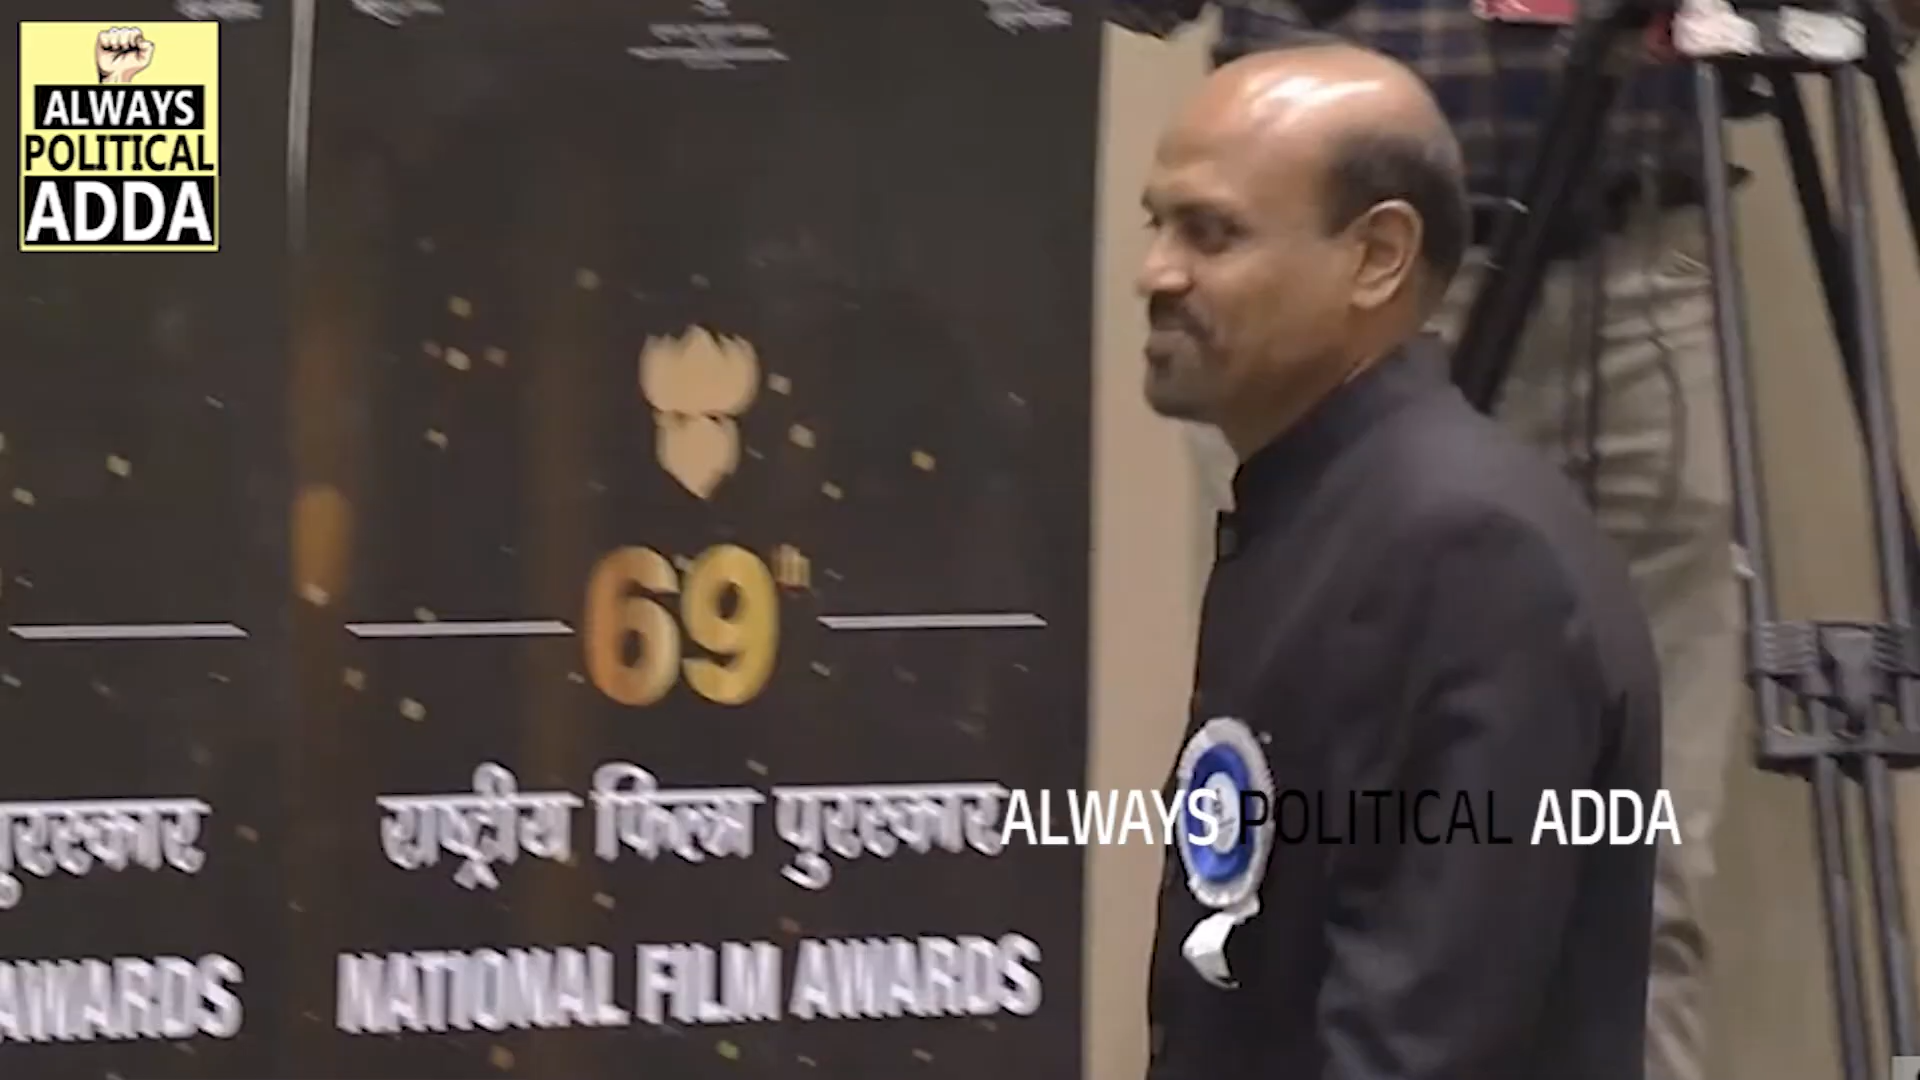 ALWAYS
POLITICAL
ADDA
69th
राष्ट्रीय फिल्म पुरस्कार
पुरस्कार
ALWAYS POLITICAL ADDA
NATIONAL FILM AWARDS
AWARDS